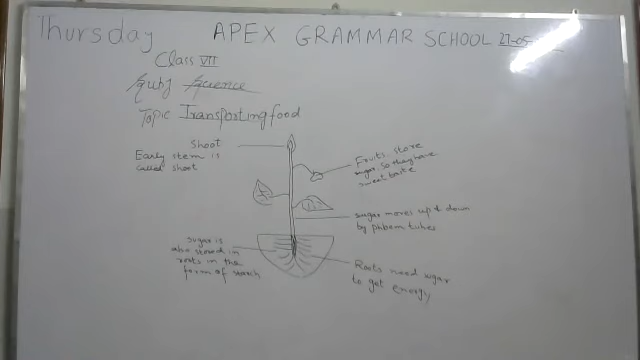 Thursday APEX GRAMMAR SCHOOL 27-05
Class VII
Subj Science
Topic Transporting food
Shoot
Early stem is
called shoot
Fruits store
sugar so they have
sweet taste
sugar moves up & down
by phloem tubes
sugar is
also stored in
roots in the
form of starch
Roots need sugar
to get energy